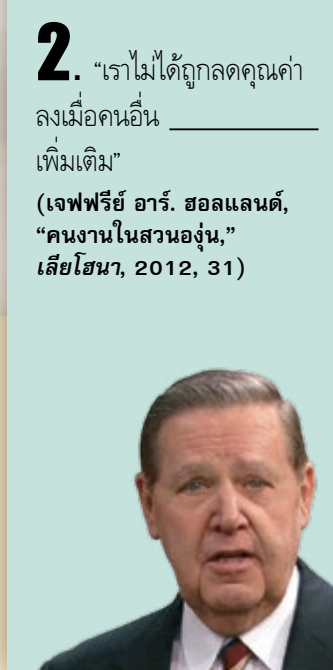 2. “เราไม่ได้ถูกลดคุณค่า
ลงเมื่อคนอื่น ___________
เพิ่มเติม”
(เจฟฟรีย์ อาร์. ฮอลแลนด์,
“คนงานในสวนองุ่น,”
เลียโฮนา, 2012, 31)